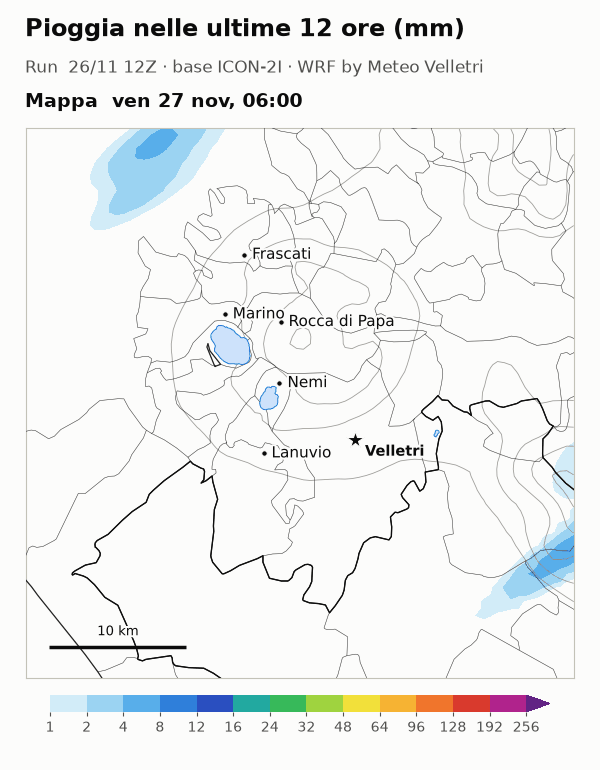 Pioggia nelle ultime 12 ore (mm)
Run  26/11 12Z · base ICON-2I · WRF by Meteo Velletri
Mappa  ven 27 nov, 06:00
Frascati
Marino
Rocca di Papa
Nemi
Velletri
Lanuvio
10 km
1 2 4 8 12 16 24 32 48 64 96 128 192 256